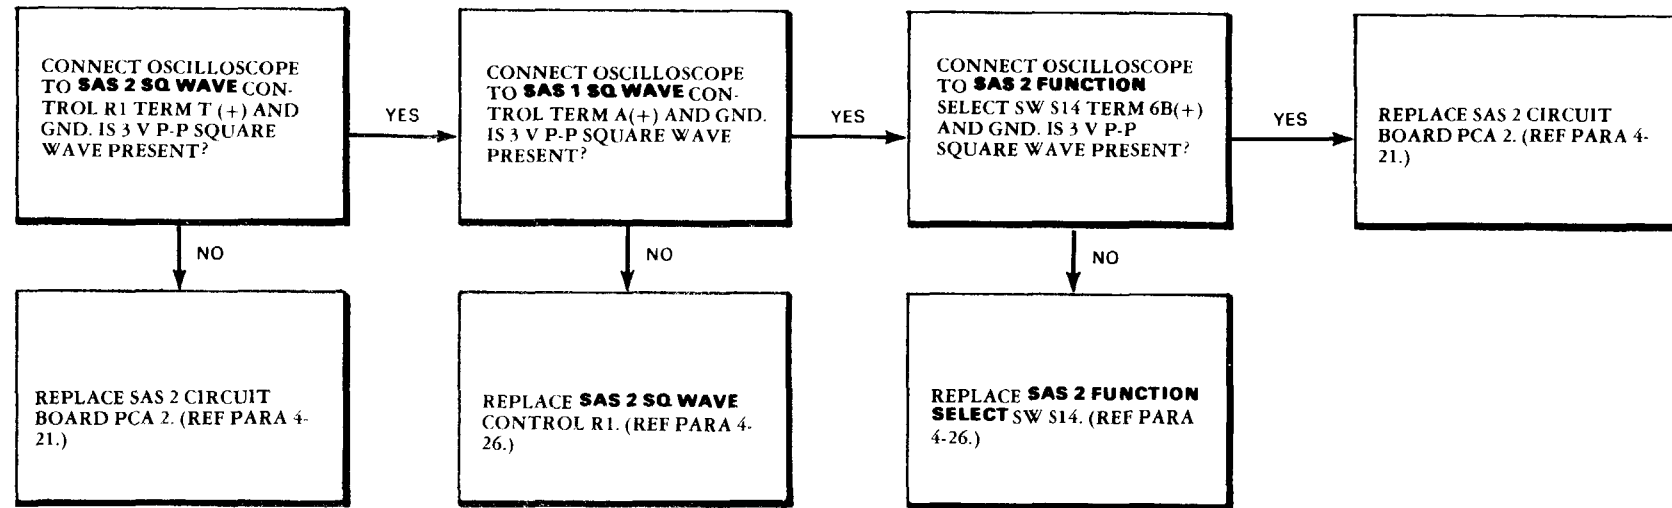 CONNECT OSCILLOSCOPE
TO SAS 2 SQ WAVE CON-
TROL R1 TERM T (+) AND
GND. IS 3 V P-P SQUARE
WAVE PRESENT?
YES
CONNECT OSCILLOSCOPE
TO SAS 1 SQ WAVE CON-
TROL TERM A(+) AND GND.
IS 3 V P-P SQUARE WAVE
PRESENT?
YES
CONNECT OSCILLOSCOPE
TO SAS 2 FUNCTION
SELECT SW S14 TERM 6B(+)
AND GND. IS 3 V P-P
SQUARE WAVE PRESENT?
YES
REPLACE SAS 2 CIRCUIT
BOARD PCA 2. (REF PARA 4-
21.)
NO
NO
NO
REPLACE SAS 2 CIRCUIT
BOARD PCA 2. (REF PARA 4-
21.)
REPLACE SAS 2 SQ WAVE
CONTROL R1. (REF PARA 4-
26.)
REPLACE SAS 2 FUNCTION
SELECT SW S14. (REF PARA
4-26.)